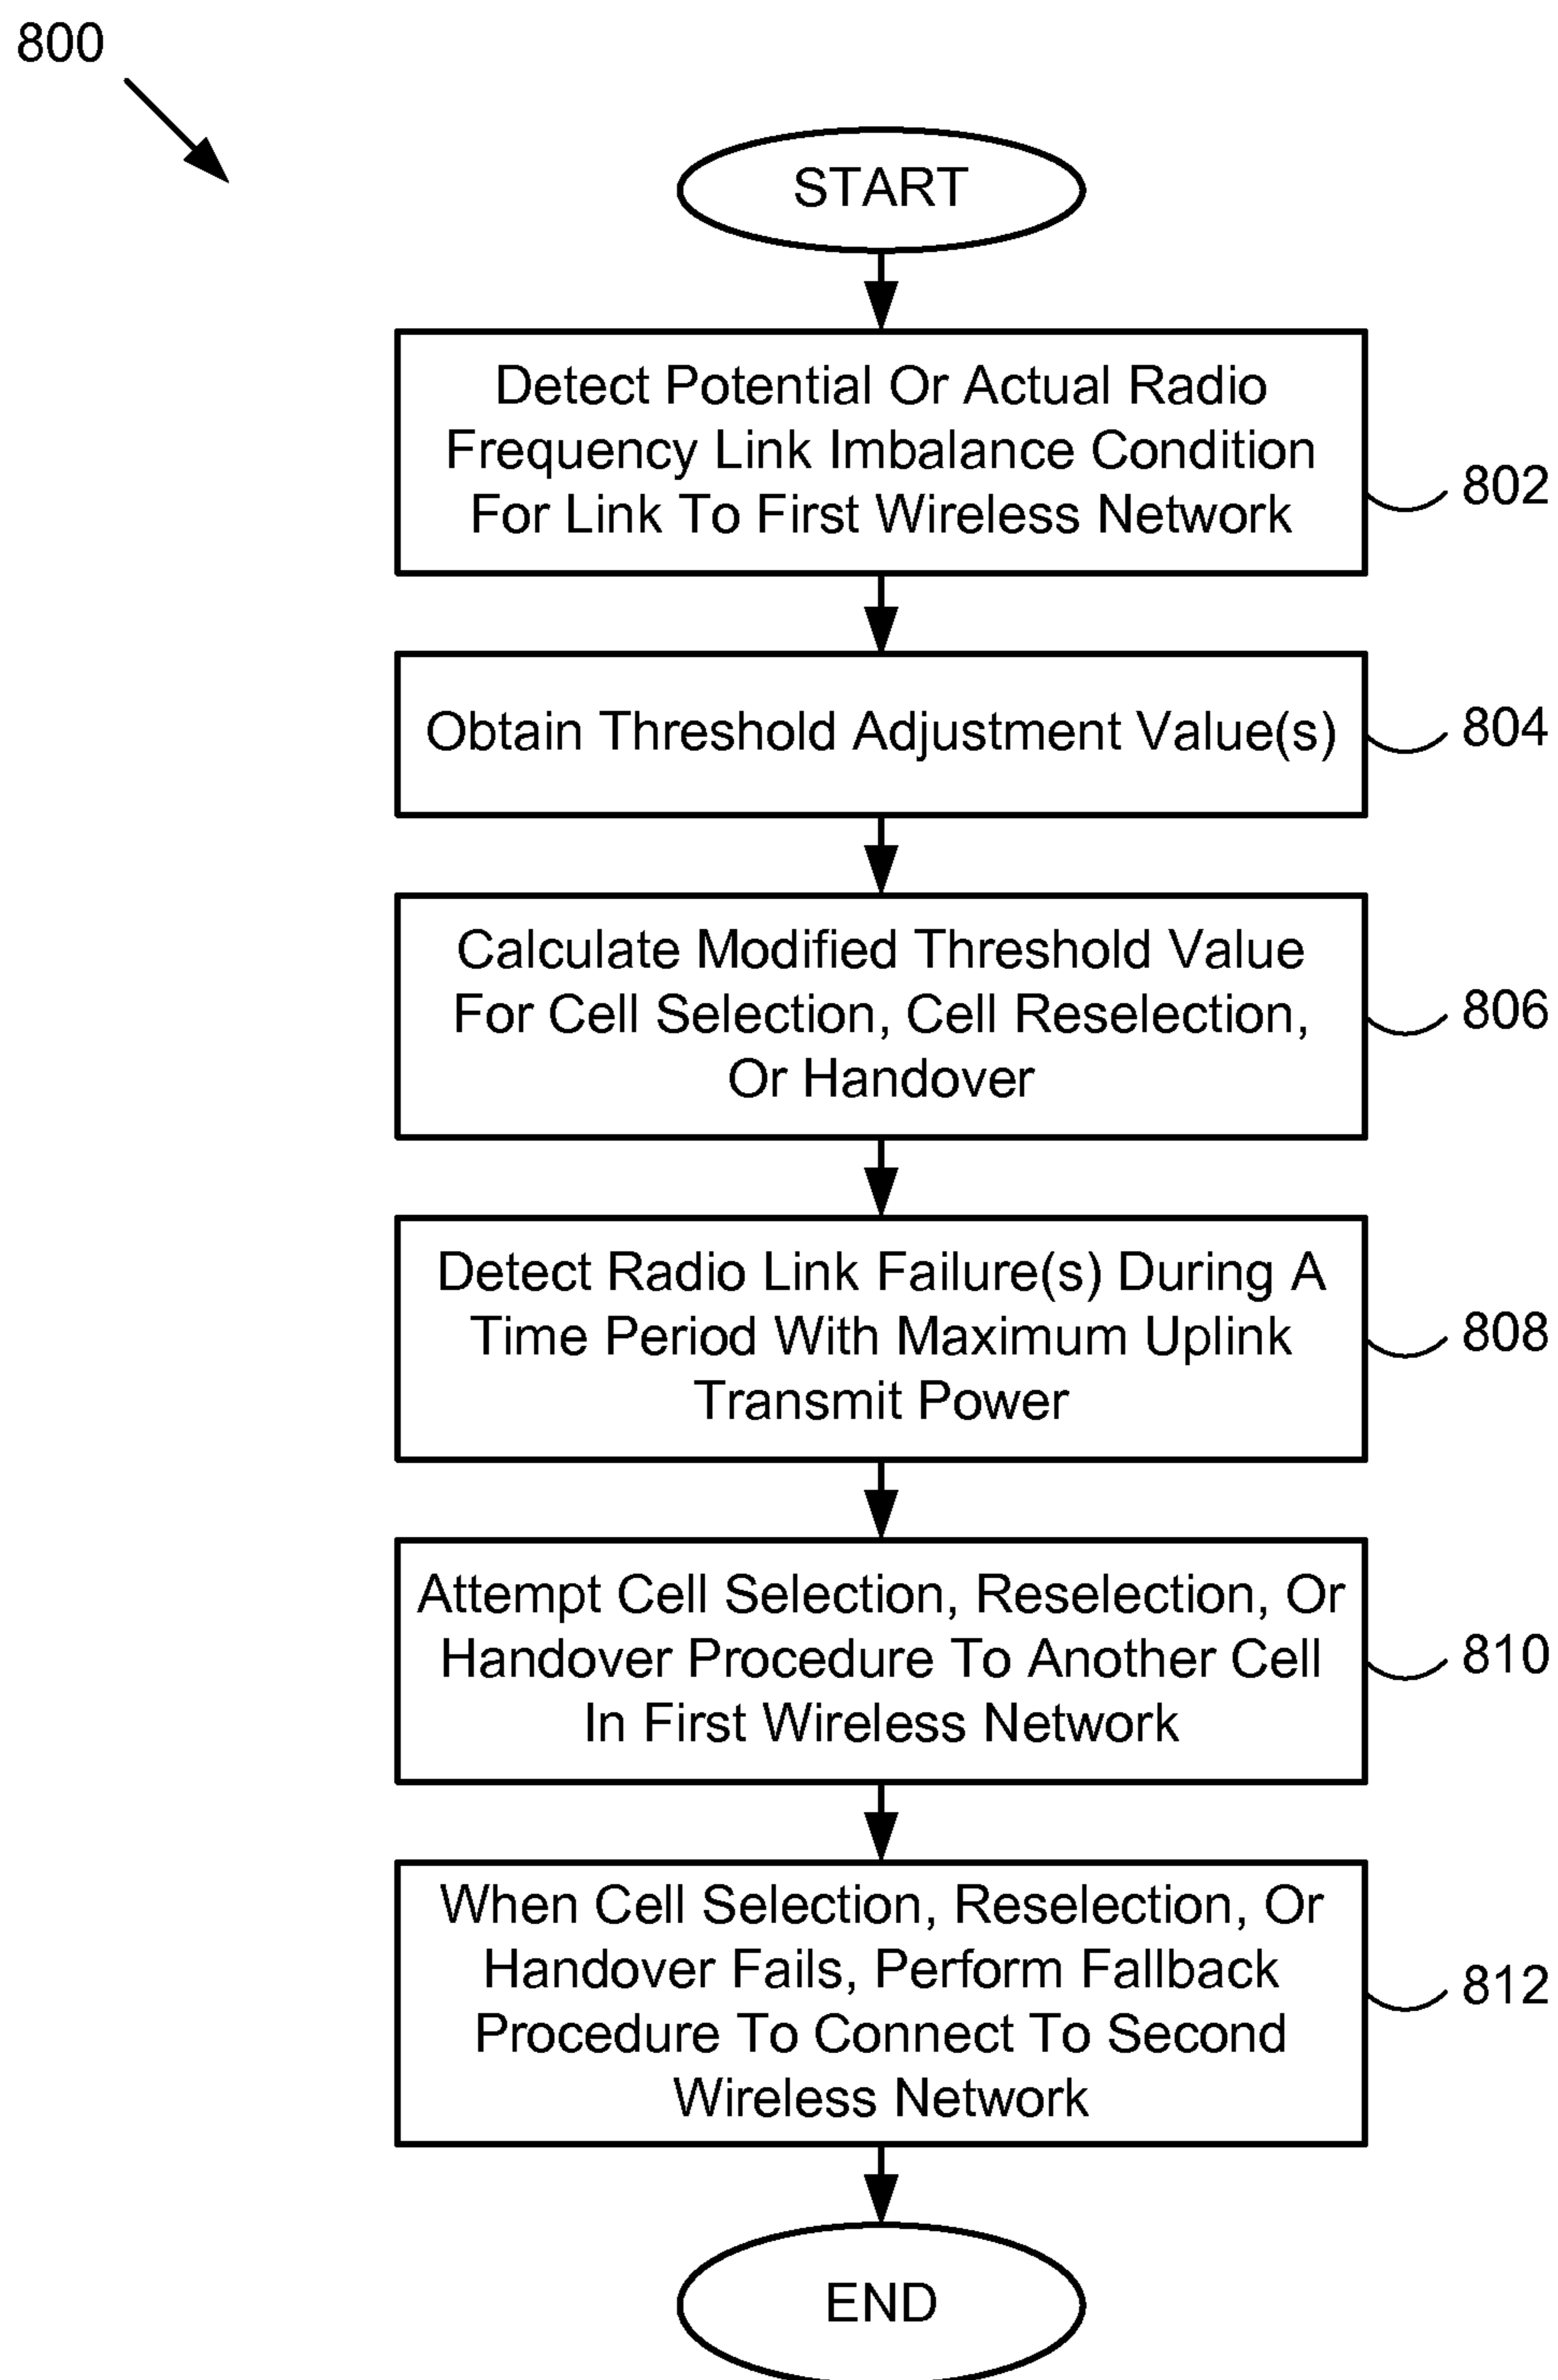 800
START
Detect Potential Or Actual Radio
Frequency Link Imbalance Condition
For Link To First Wireless Network
802
Obtain Threshold Adjustment Value(s)
804
Calculate Modified Threshold Value
For Cell Selection, Cell Reselection,
Or Handover
806
Detect Radio Link Failure(s) During A
Time Period With Maximum Uplink
Transmit Power
808
Attempt Cell Selection, Reselection, Or
Handover Procedure To Another Cell
In First Wireless Network
810
When Cell Selection, Reselection, Or
Handover Fails, Perform Fallback
Procedure To Connect To Second
Wireless Network
812
END